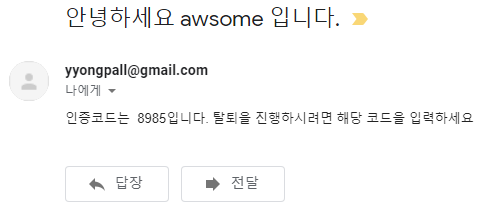 안녕하세요 awsome 입니다.
yyongpall@gmail.com
나에게
인증코드는  8985입니다. 탈퇴을 진행하시려면 해당 코드을 입력하세요
답장 전달